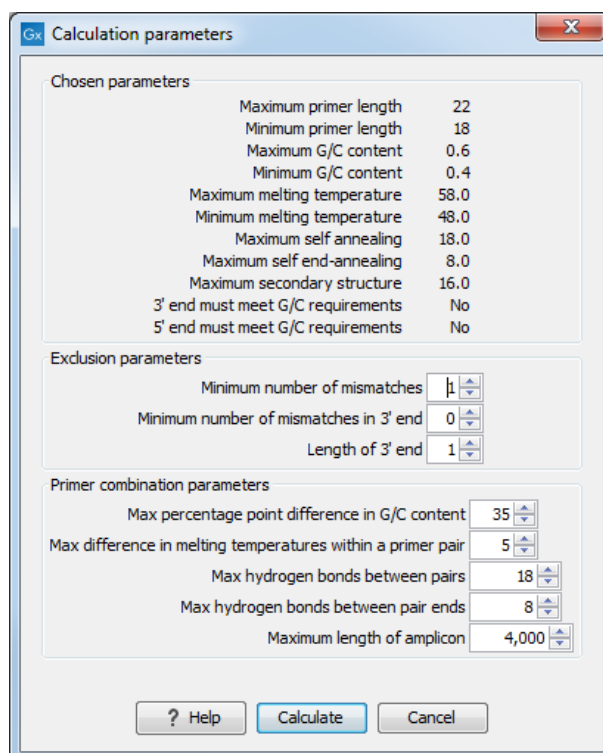 Gx Calculation parameters
Chosen parameters
Maximum primer length 22
Minimum primer length 18
Maximum G/C content 0.6
Minimum G/C content 0.4
Maximum melting temperature 58.0
Minimum melting temperature 48.0
Maximum self annealing 18.0
Maximum self end-annealing 8.0
Maximum secondary structure 16.0
3' end must meet G/C requirements No
5' end must meet G/C requirements No
Exclusion parameters
Minimum number of mismatches 1
Minimum number of mismatches in 3' end 0
Length of 3' end 1
Primer combination parameters
Max percentage point difference in G/C content 35
Max difference in melting temperatures within a primer pair 5
Max hydrogen bonds between pairs 18
Max hydrogen bonds between pair ends 8
Maximum length of amplicon 4,000
? Help Calculate Cancel